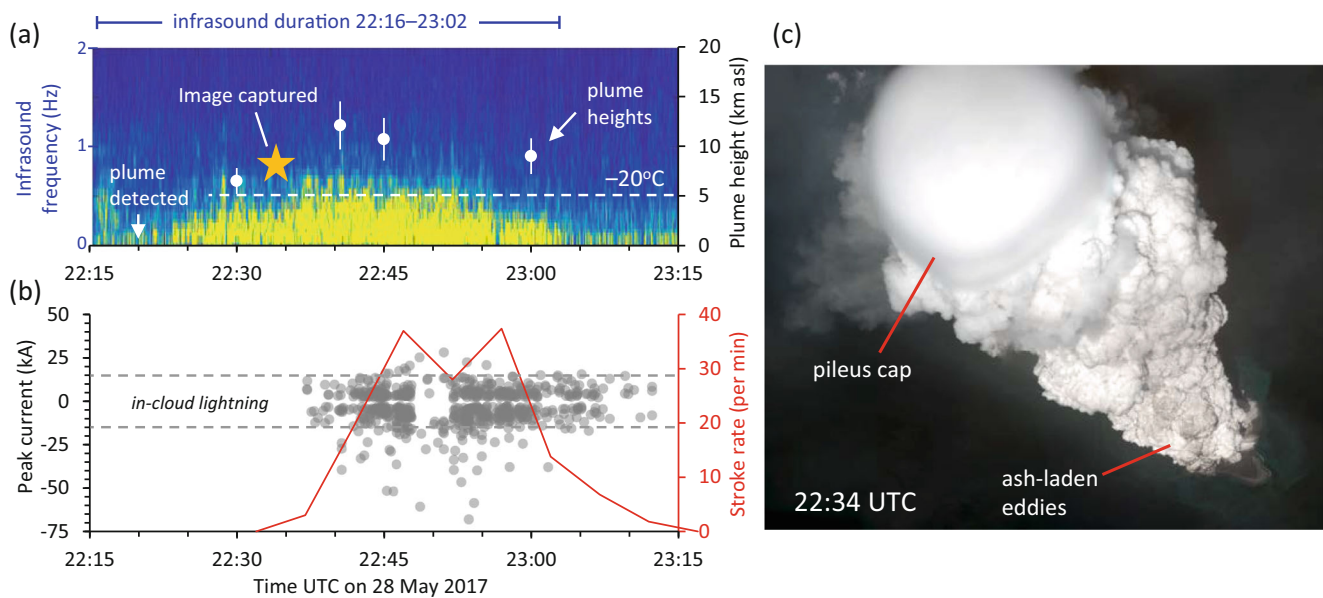 infrasound duration 22:16–23:02
(a)
2
1
0
Infrasound
frequency (Hz)
Image captured
plume
detected
plume
heights
–20°C
20
15
10
5
0
Plume height (km asl)
22:15
22:30
22:45
23:00
23:15
(b)
50
25
0
-25
-50
-75
Peak current (kA)
in-cloud lightning
40
30
20
10
0
Stroke rate (per min)
22:15
22:30
22:45
23:00
23:15
Time UTC on 28 May 2017
(c)
pileus cap
ash-laden
eddies
22:34 UTC